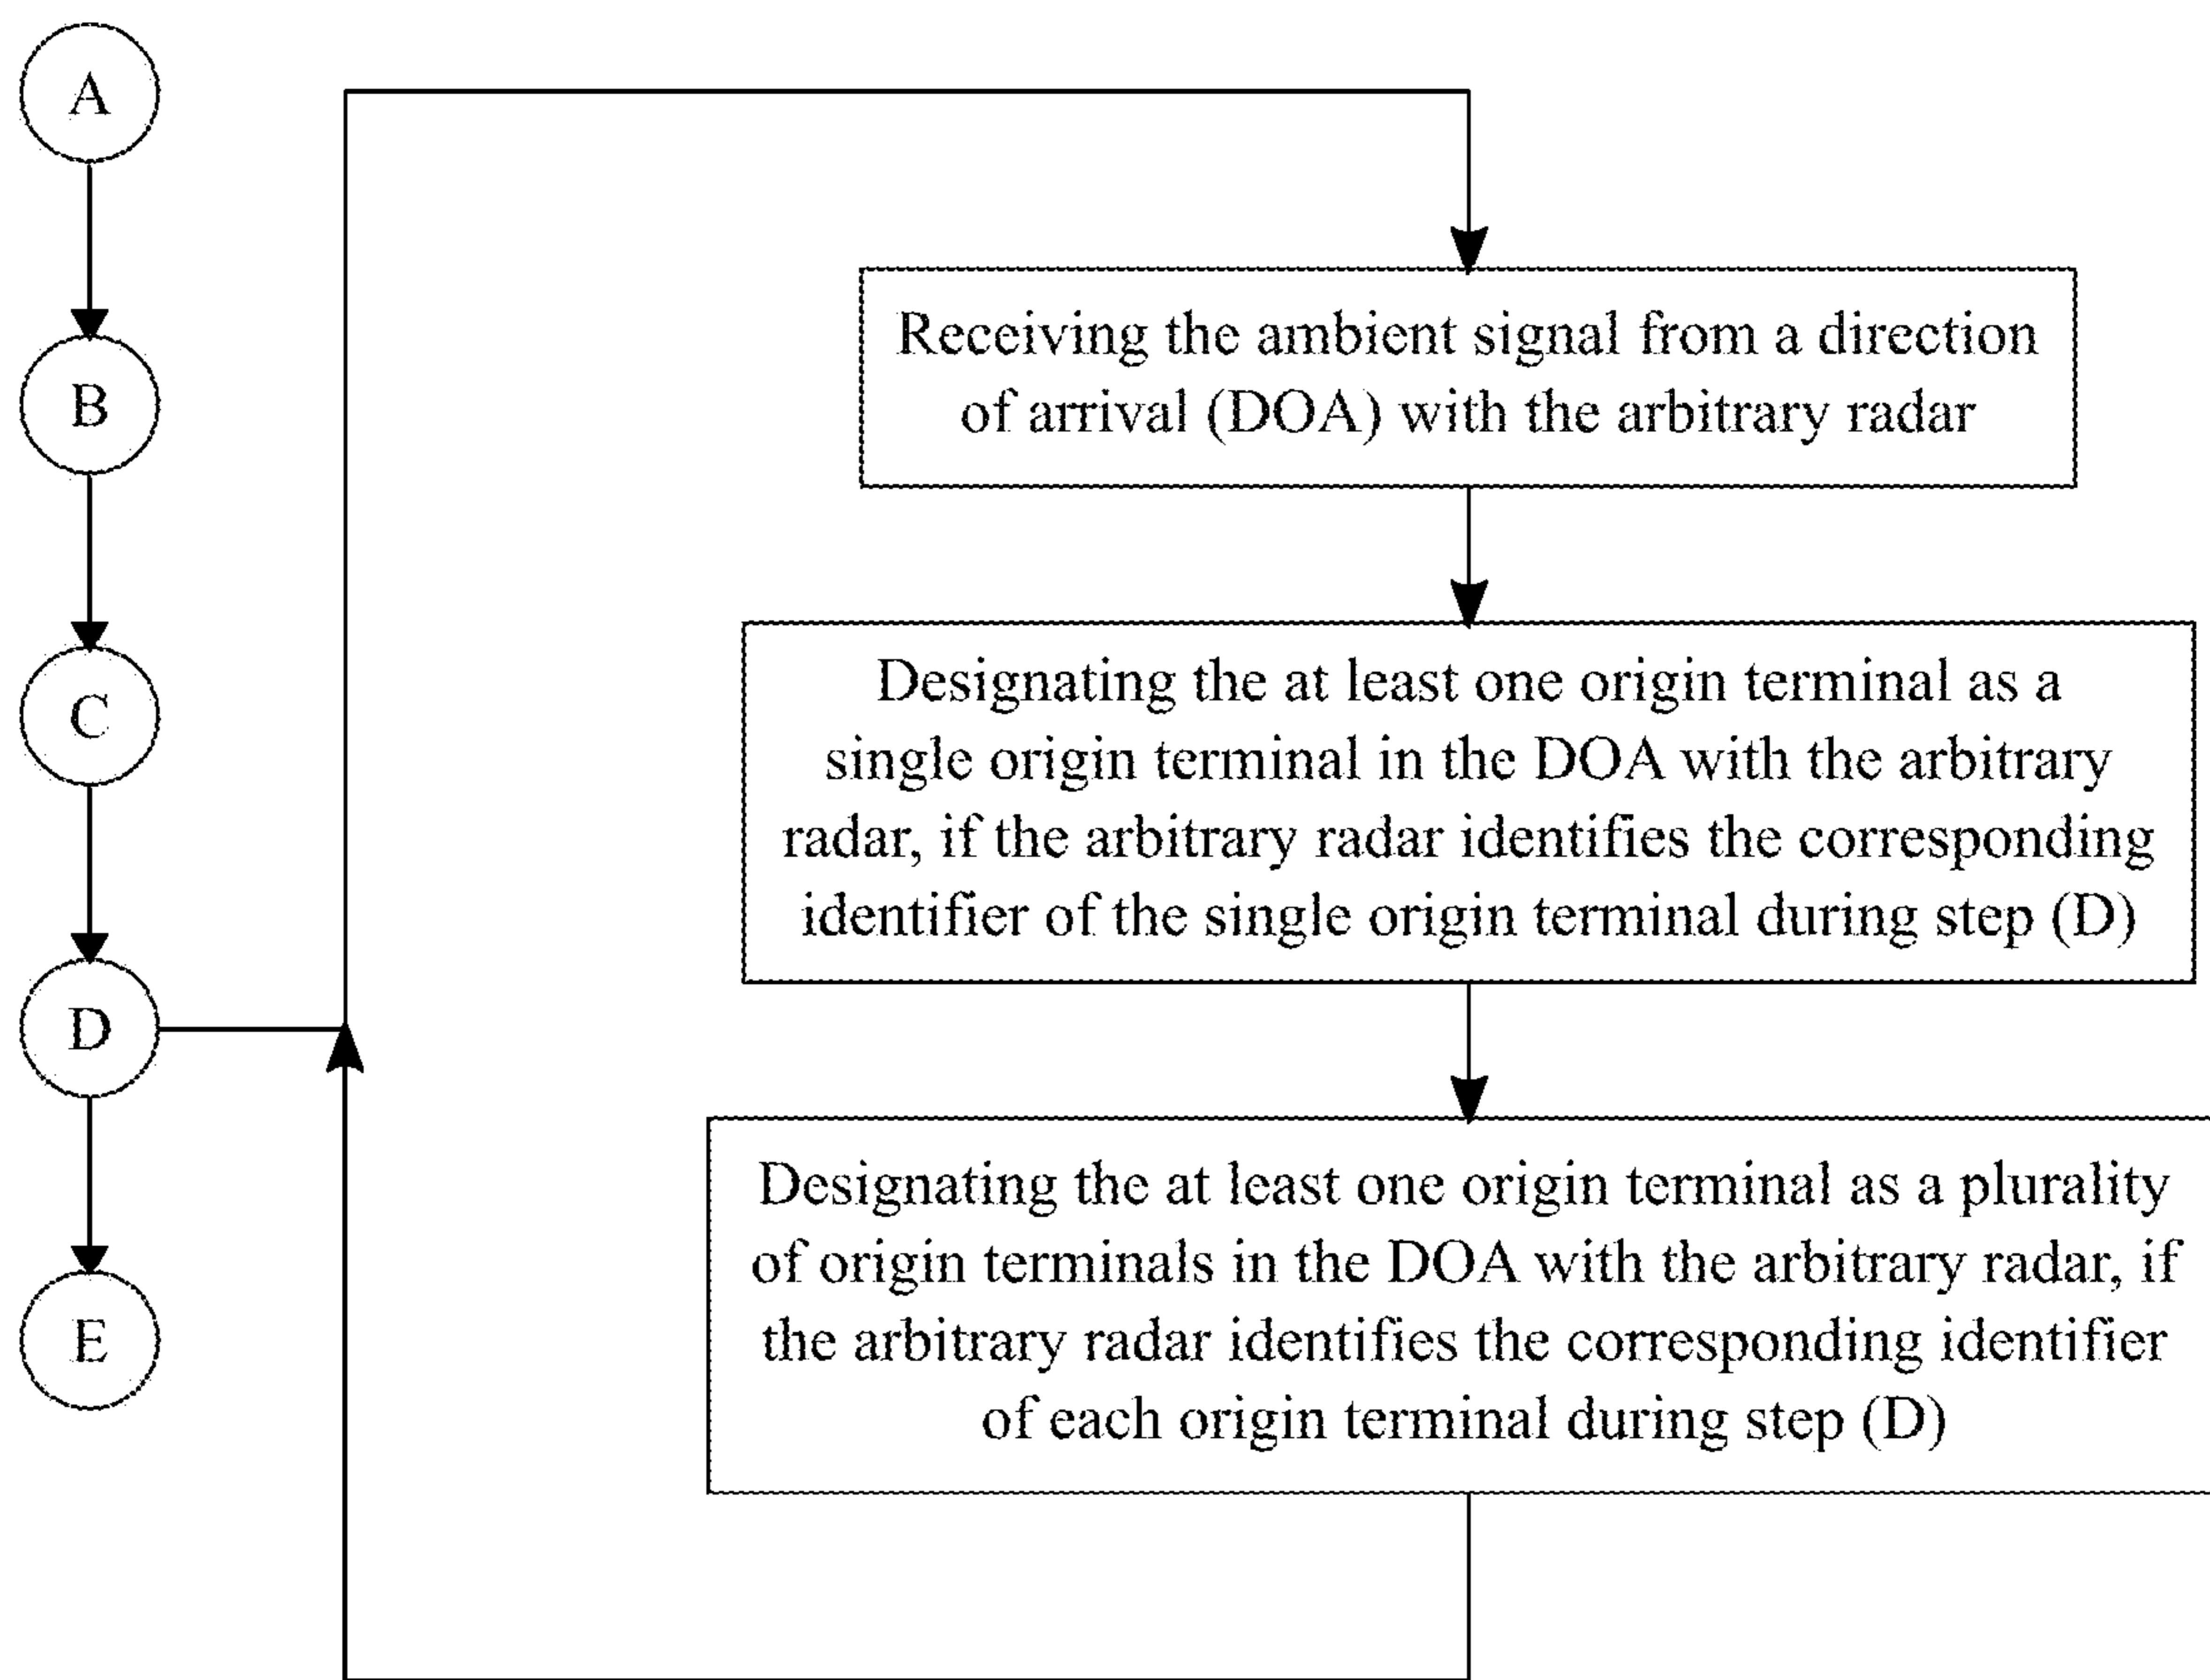 A
B
C
D
E
Receiving the ambient signal from a direction
of arrival (DOA) with the arbitrary radar
Designating the at least one origin terminal as a
single origin terminal in the DOA with the arbitrary
radar, if the arbitrary radar identifies the corresponding
identifier of the single origin terminal during step (D)
Designating the at least one origin terminal as a plurality
of origin terminals in the DOA with the arbitrary radar, if
the arbitrary radar identifies the corresponding identifier
of each origin terminal during step (D)